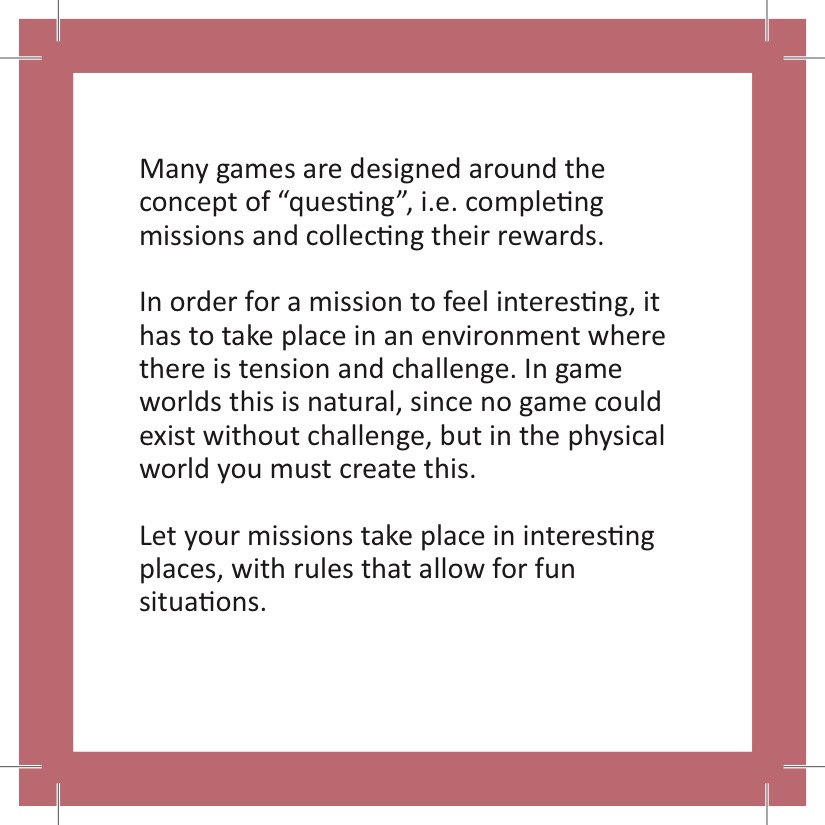 Many games are designed around the
concept of “questing”, i.e. completing
missions and collecting their rewards.
In order for a mission to feel interesting, it
has to take place in an environment where
there is tension and challenge. In game
worlds this is natural, since no game could
exist without challenge, but in the physical
world you must create this.
Let your missions take place in interesting
places, with rules that allow for fun
situations.